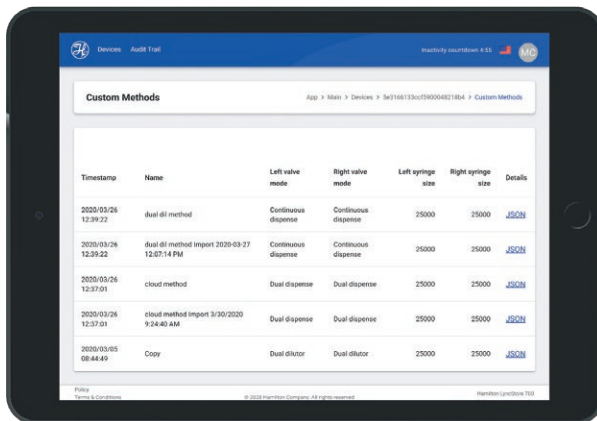 Devices Audit Trail Inactivity countdown 4:55 MC
Custom Methods App > Main > Devices > > Custom Methods
Timestamp Name Left valve mode Right valve mode Left syringe size Right syringe size Details
2020/03/26 12:39:22 dual dil method Continuous dispense Continuous dispense 25000 25000 JSON
2020/03/26 12:39:22 dual dil method import 2020-03-27 12:07:14 PM Continuous dispense Continuous dispense 25000 25000 JSON
2020/03/26 12:37:01 cloud method Dual dispense Dual dispense 25000 25000 JSON
2020/03/26 12:37:01 cloud method import 3/30/2020 9:24:40 AM Dual dispense Dual dispense 25000 25000 JSON
2020/03/05 08:44:49 Copy Dual dilutor Dual dilutor 25000 25000 JSON
Policy
Terms & Conditions © 2020 Hamilton Company. All rights reserved. Hamilton